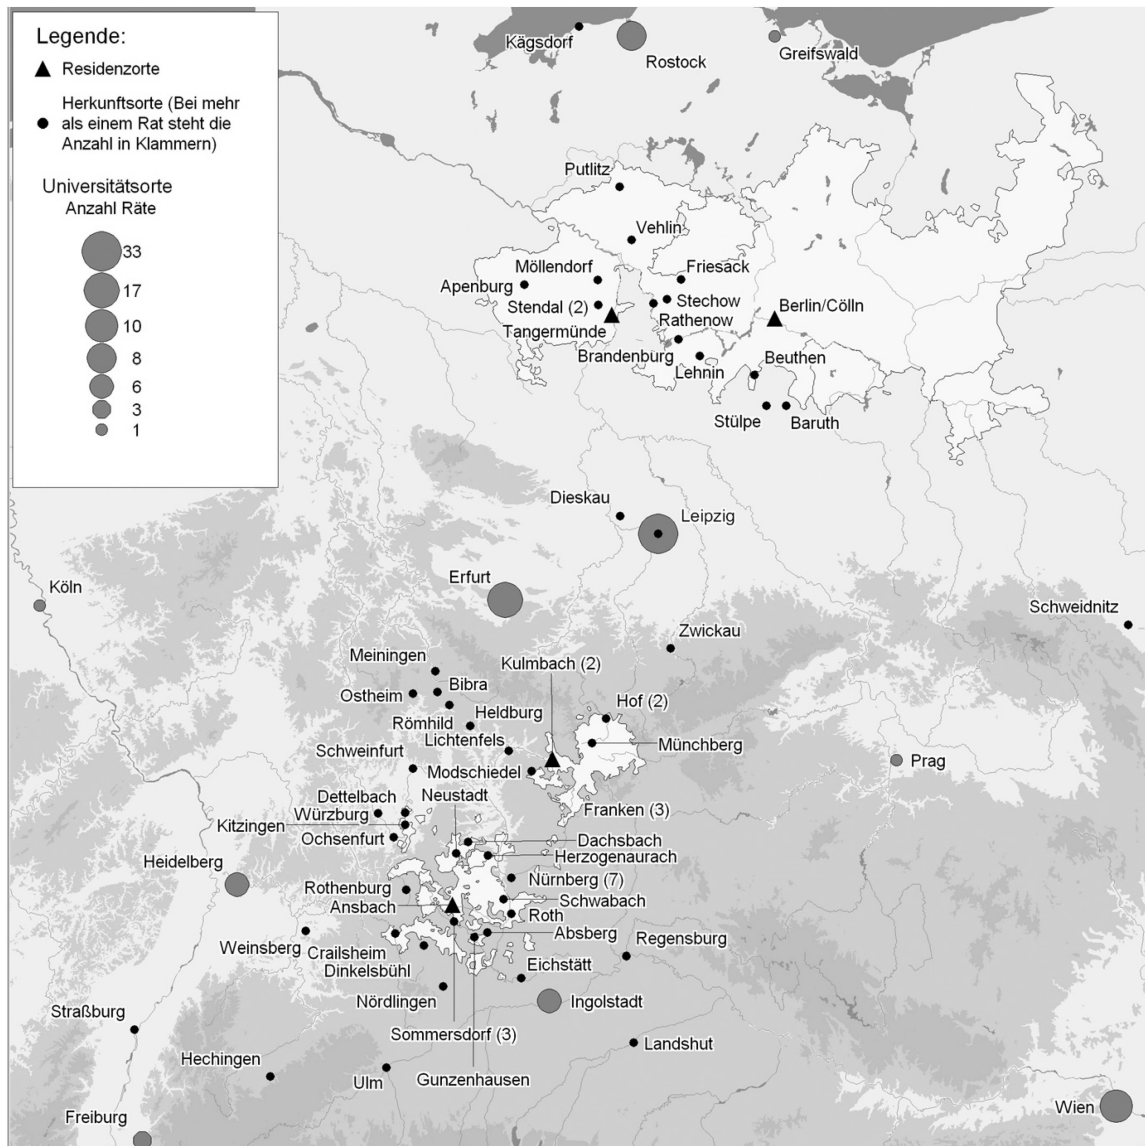 Legende:
Residenzorte
Herkunftsorte (Bei mehr
als einem Rat steht die
Anzahl in Klammern)
Universitätsorte
Anzahl Räte
33
17
10
8
6
3
1
Kägsdorf
Rostock
Greifswald
Putlitz
Vehlin
Möllendorf
Friesack
Apenburg
Stendal (2)
Stechow
Berlin/Cölln
Rathenow
Tangermünde
Brandenburg
Beuthen
Lehnin
Stülpe
Baruth
Dieskau
Leipzig
Erfurt
Köln
Schweidnitz
Zwickau
Meiningen
Kulmbach (2)
Bibra
Ostheim
Hof (2)
Römhild
Heldburg
Lichtenfels
Schweinfurt
Münchberg
Prag
Modschiedel
Neustadt
Dettelbach
Franken (3)
Würzburg
Kitzingen
Ochsenfurt
Dachsbach
Herzogenaurach
Heidelberg
Nürnberg (7)
Rothenburg
Schwabach
Ansbach
Roth
Absberg
Regensburg
Weinsberg
Crailsheim
Dinkelsbühl
Eichstätt
Nördlingen
Ingolstadt
Straßburg
Sommersdorf (3)
Landshut
Hechingen
Ulm
Gunzenhausen
Wien
Freiburg